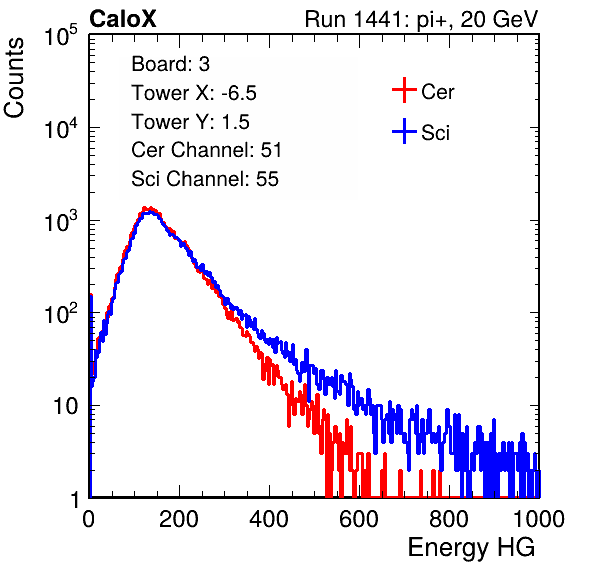 CaloX Run 1441: pi+, 20 GeV
Counts
10^5
10^4
10^3
10^2
10
1
Board: 3
Tower X: -6.5
Tower Y: 1.5
Cer Channel: 51
Sci Channel: 55
Cer
Sci
0 200 400 600 800 1000
Energy HG